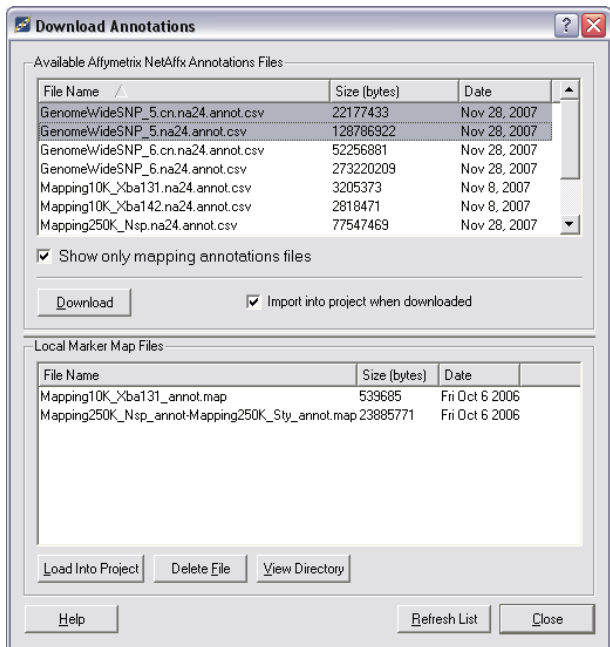 Download Annotations
Available Affymetrix NetAffx Annotations Files
File Name Size (bytes) Date
GenomeWideSNP_5.cn.na24.annot.csv 22177433 Nov 28, 2007
GenomeWideSNP_5.na24.annot.csv 128786922 Nov 28, 2007
GenomeWideSNP_6.cn.na24.annot.csv 52256881 Nov 28, 2007
GenomeWideSNP_6.na24.annot.csv 273220209 Nov 28, 2007
Mapping10K_Xba131.na24.annot.csv 3205373 Nov 8, 2007
Mapping10K_Xba142.na24.annot.csv 2818471 Nov 8, 2007
Mapping250K_Nsp.na24.annot.csv 77547469 Nov 28, 2007
Show only mapping annotations files
Download Import into project when downloaded
Local Marker Map Files
File Name Size (bytes) Date
Mapping10K_Xba131_annot.map 539685 Fri Oct 6 2006
Mapping250K_Nsp_annot-Mapping250K_Sty_annot.map 23885771 Fri Oct 6 2006
Load Into Project Delete File View Directory
Help Refresh List Close